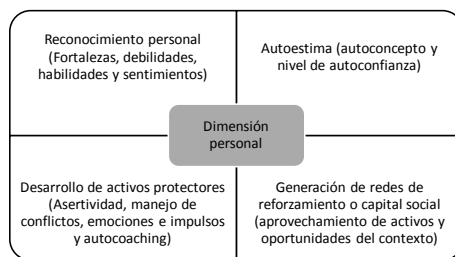 Reconocimiento personal
(Fortalezas, debilidades,
habilidades y sentimientos)
Autoestima (autoconcepto y
nivel de autoconfianza)
Dimensión
personal
Desarrollo de activos protectores
(Asertividad, manejo de
conflictos, emociones e impulsos
y autocoaching)
Generación de redes de
reforzamiento o capital social
(aprovechamiento de activos y
oportunidades del contexto)